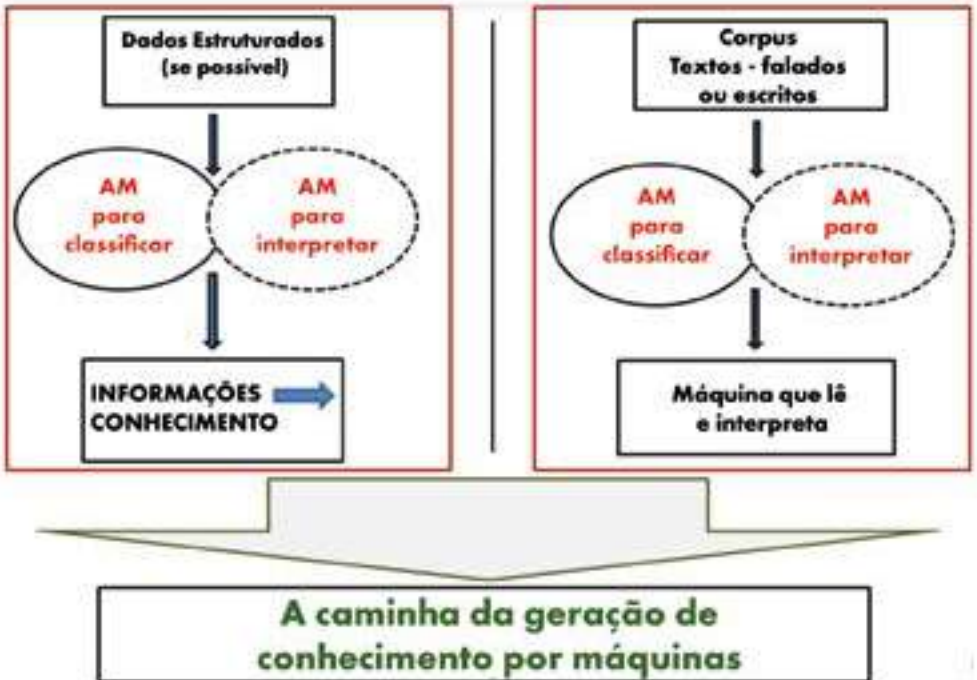 Dados Estruturados
(se possível)
AM
para
classificar
AM
para
interpretar
INFORMAÇÕES
CONHECIMENTO
Corpus
Textos - falados
ou escritos
AM
para
classificar
AM
para
interpretar
Máquina que lê
e interpreta
A caminha da geração de
conhecimento por máquinas